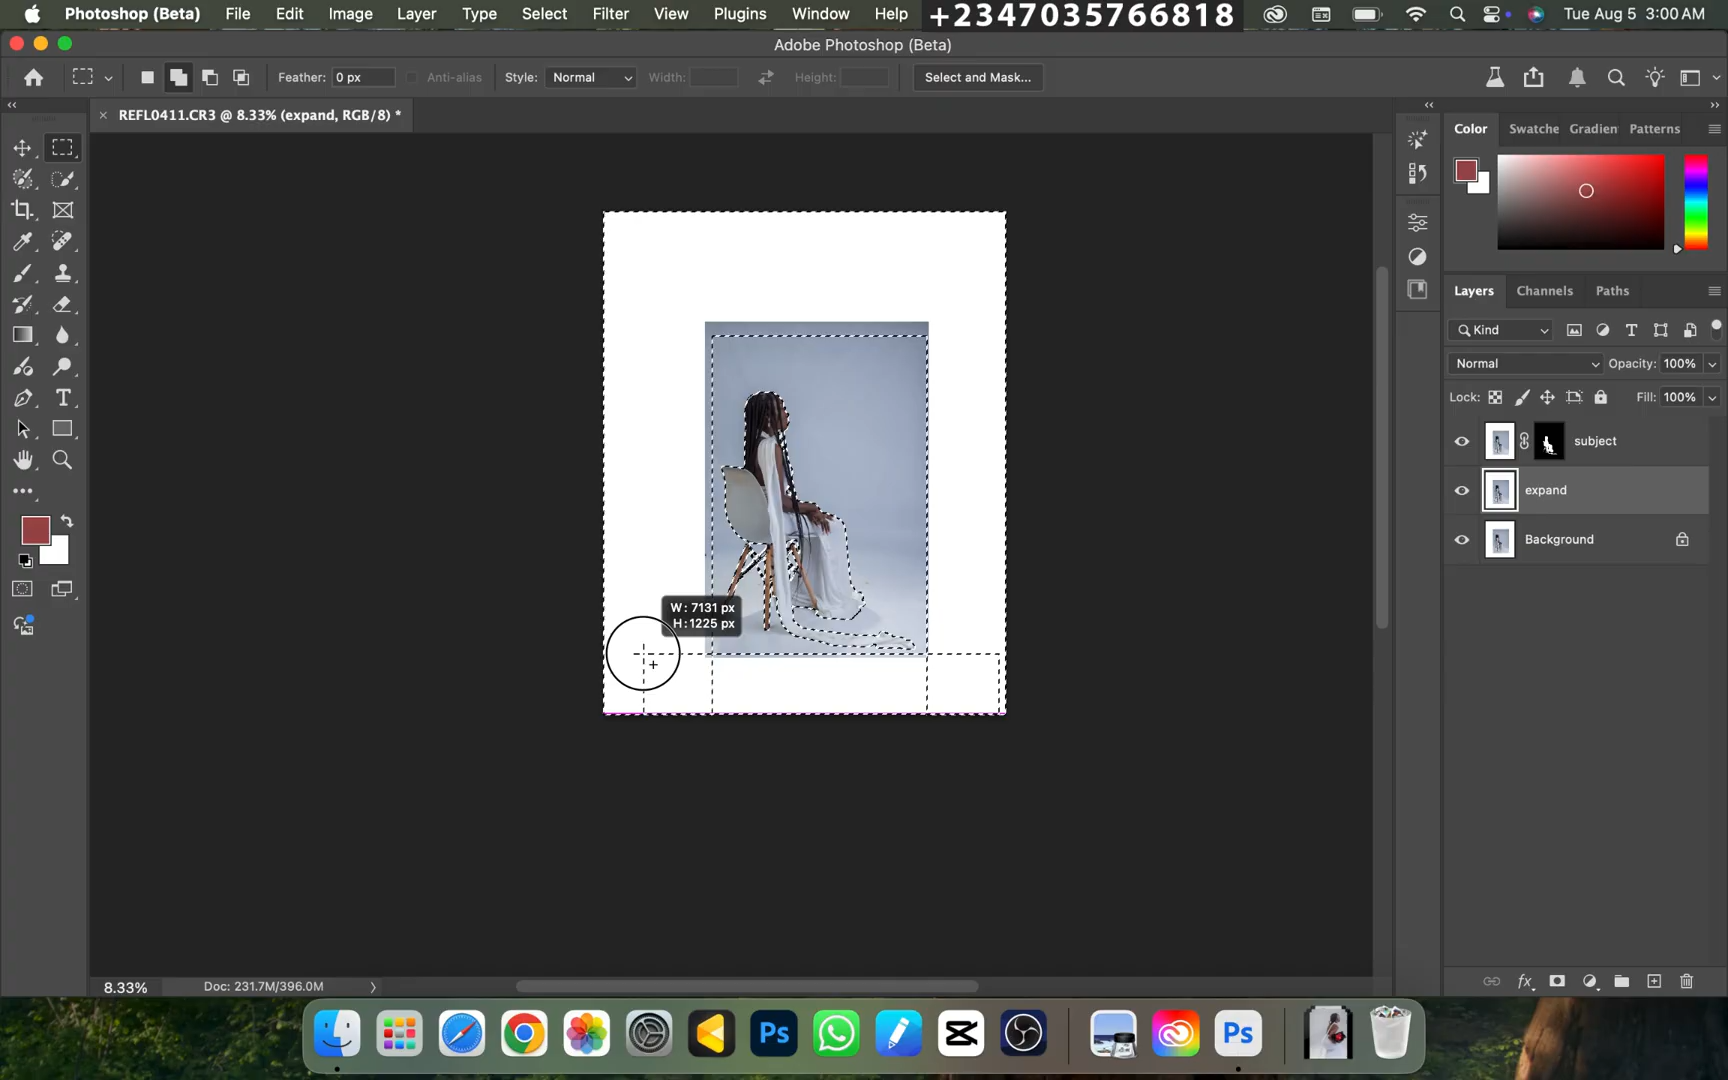 Photoshop (Beta) File Edit Image Layer Type Select Filter View Plugins Window Help +2347035766818 Tue Aug 5 3:00 AM
Adobe Photoshop (Beta)
Feather: 0 px Anti-alias Style: Normal Width: Height: Select and Mask...
REFL0411.CR3 @ 8.33% (expand, RGB/8) *
Color Swatche Gradien Patterns
Layers Channels Paths
Kind
Normal Opacity: 100%
Lock: Fill: 100%
subject
expand
Background
W: 7131 px
H: 1225 px
8.33% Doc: 231.7M/396.0M
Ps Ps